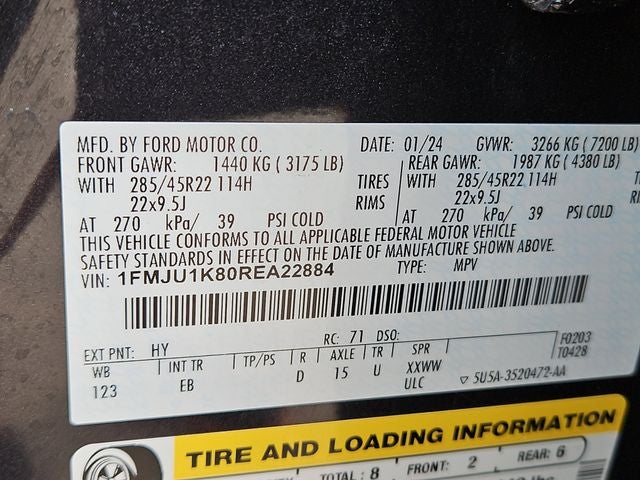 MFD. BY FORD MOTOR CO. DATE: 01/24 GVWR: 3266 KG (7200 LB)
FRONT GAWR: 1440 KG (3175 LB) REAR GAWR: 1987 KG (4380 LB)
WITH 285/45R22 114H TIRES WITH 285/45R22 114H
22x9.5J RIMS 22x9.5J
AT 270 kPa/ 39 PSI COLD AT 270 kPa/ 39 PSI COLD
THIS VEHICLE CONFORMS TO ALL APPLICABLE FEDERAL MOTOR VEHICLE
SAFETY STANDARDS IN EFFECT ON THE DATE OF MANUFACTURE SHOWN ABOVE.
VIN: 1FMJU1K80REA22884 TYPE: MPV
EXT PNT: HY RC: 71 DSO: F0203
T0428
WB INT TR TP/PS R AXLE TR SPR
123 EB D 15 U XXWW
ULC ▽ 5U5A-3520472-AA
TIRE AND LOADING INFORMATION
TOTAL: 8 FRONT: 2 REAR: 6